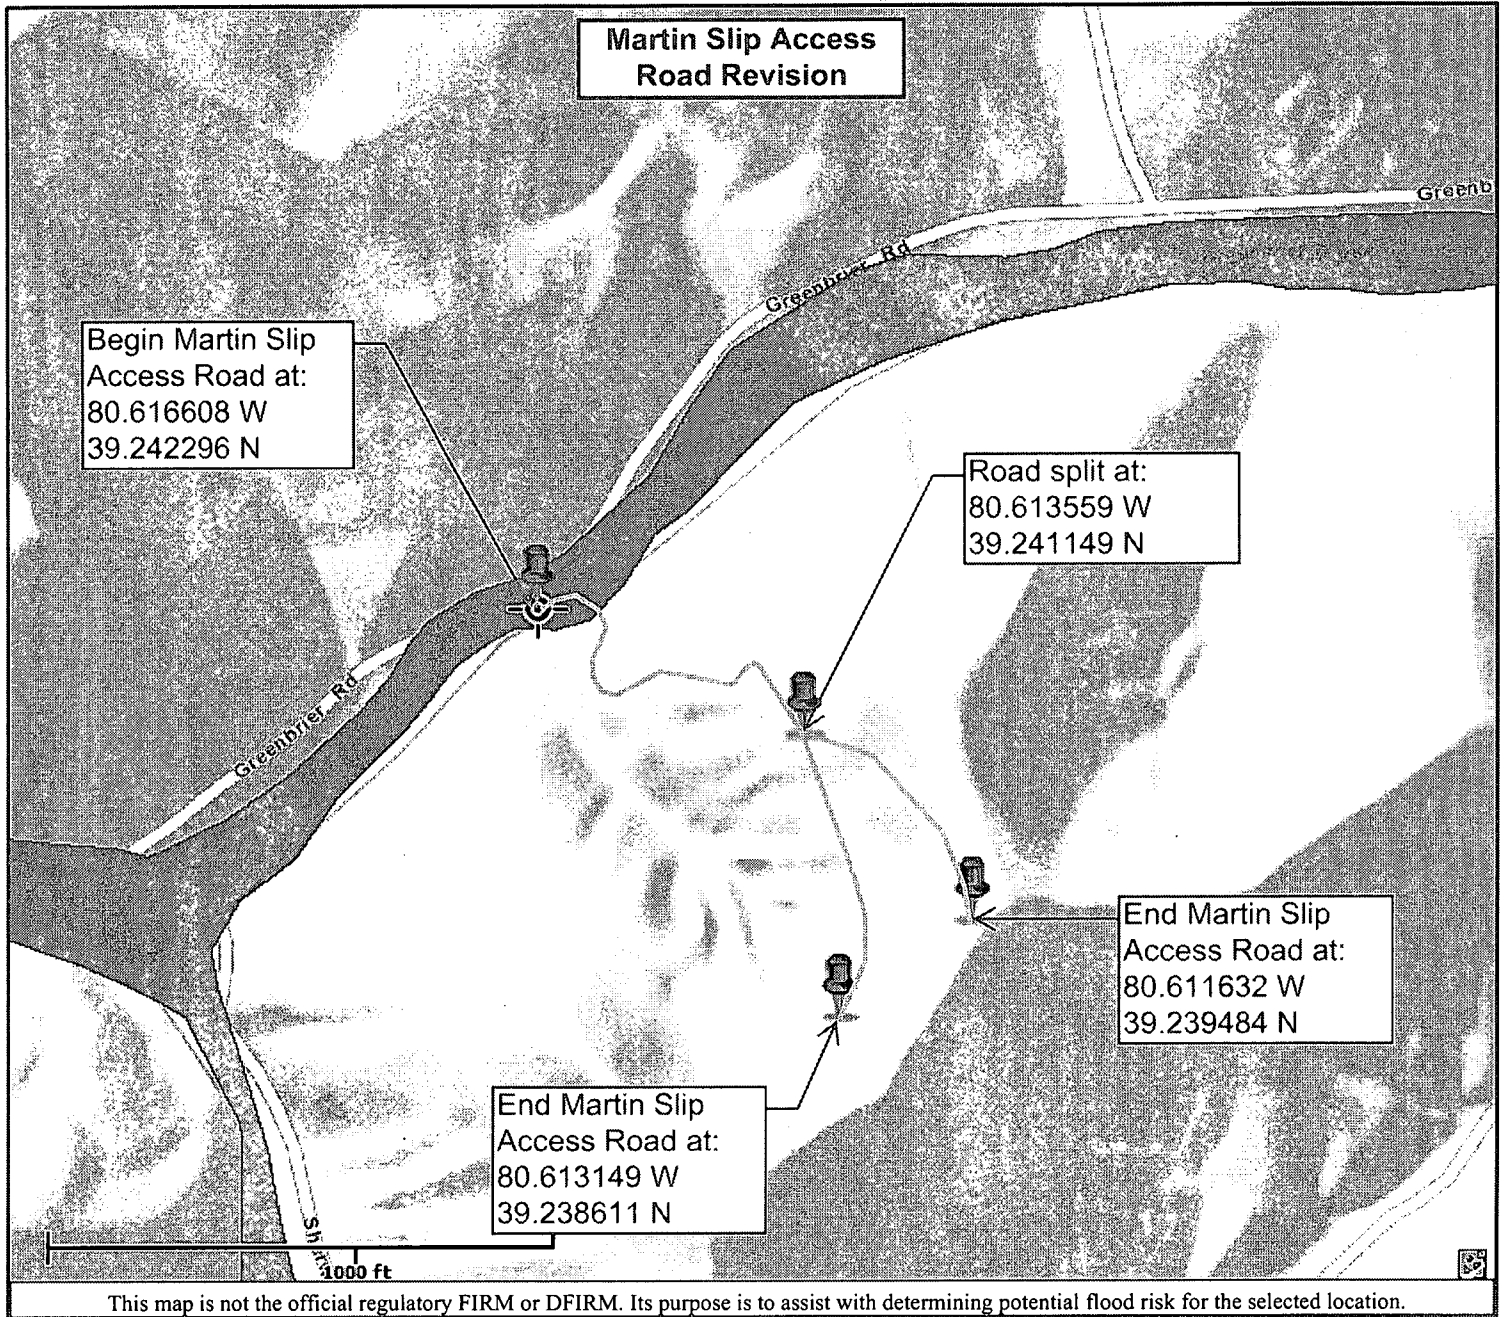 Martin Slip Access
Road Revision
Greenb
Greenbrier Rd
Begin Martin Slip
Access Road at:
80.616608 W
39.242296 N
Road split at:
80.613559 W
39.241149 N
Greenbrier Rd
End Martin Slip
Access Road at:
80.611632 W
39.239484 N
End Martin Slip
Access Road at:
80.613149 W
39.238611 N
1000 ft
This map is not the official regulatory FIRM or DFIRM. Its purpose is to assist with determining potential flood risk for the selected location.